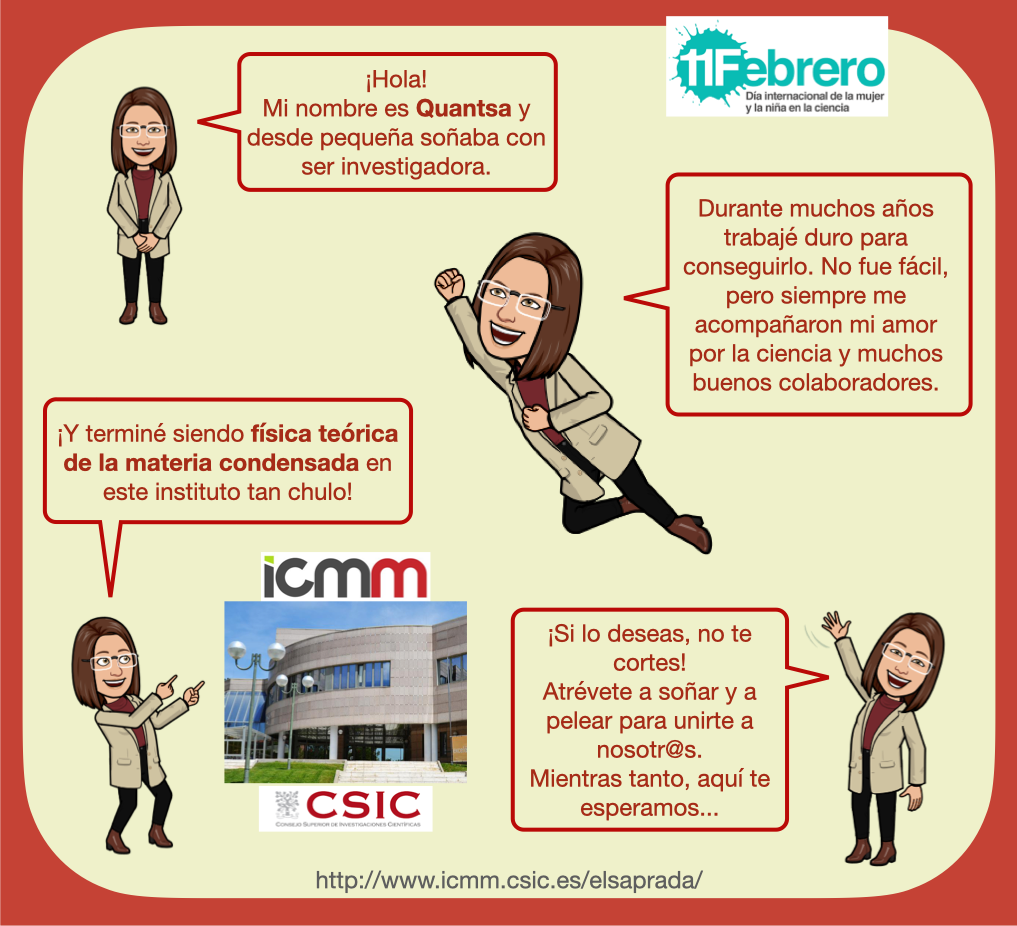 ¡Hola!
Mi nombre es Quantsa y
desde pequeña soñaba con
ser investigadora.
11Febrero
Día internacional de la mujer
y la niña en la ciencia
Durante muchos años
trabajé duro para
conseguirlo. No fue fácil,
pero siempre me
acompañaron mi amor
por la ciencia y muchos
buenos colaboradores.
¡Y terminé siendo física teórica
de la materia condensada en
este instituto tan chulo!
icmm
CSIC
CONSEJO SUPERIOR DE INVESTIGACIONES CIENTÍFICAS
¡Si lo deseas, no te
cortes!
Atrévete a soñar y a
pelear para unirte a
nosotr@s.
Mientras tanto, aquí te
esperamos...
http://www.icmm.csic.es/elsaprada/